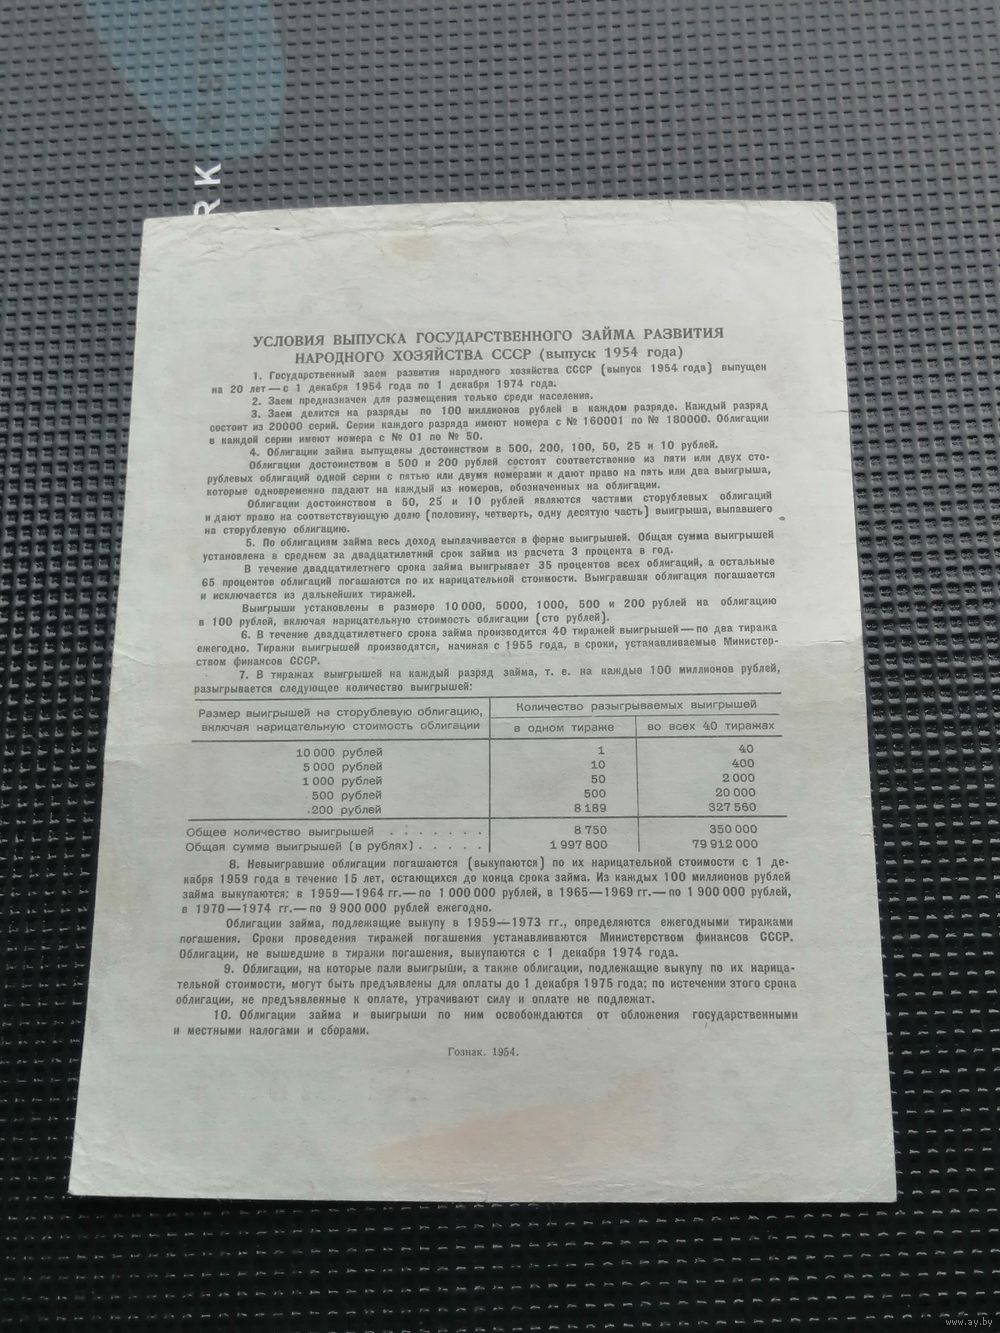 RK
УСЛОВИЯ ВЫПУСКА ГОСУДАРСТВЕННОГО ЗАЙМА РАЗВИТИЯ
НАРОДНОГО ХОЗЯЙСТВА СССР (выпуск 1954 года)
1. Государственный заем развития народного хозяйства СССР (выпуск 1954 года) выпущен
на 20 лет — с 1 декабря 1954 года по 1 декабря 1974 года.
2. Заем предназначен для размещения только среди населения.
3. Заем делится на разряды по 100 миллионов рублей в каждом разряде. Каждый разряд
состоит из 20000 серий. Серии каждого разряда имеют номера с № 160001 по № 180000. Облигации
в каждой серии имеют номера с № 01 по № 50.
4. Облигации займа выпущены достоинством в 500, 200, 100, 50, 25 и 10 рублей.
Облигации достоинством в 500 и 200 рублей состоят соответственно из пяти или двух сто-
рублевых облигаций одной серии с пятью или двумя номерами и дают право на пять или два выигрыша,
которые одновременно падают на каждый из номеров, обозначенных на облигации.
Облигации достоинством в 50, 25 и 10 рублей являются частями сторублевых облигаций
и дают право на соответствующую долю (половину, четверть, одну десятую часть) выигрыша, выпавшего
на сторублевую облигацию.
5. По облигациям займа весь доход выплачивается в форме выигрышей. Общая сумма выигрышей
установлена в среднем за двадцатилетний срок займа из расчета 3 процента в год.
В течение двадцатилетнего срока займа выигрывает 35 процентов всех облигаций, а остальные
65 процентов облигаций погашаются по их нарицательной стоимости. Выигравшая облигация погашается
и исключается из дальнейших тиражей.
Выигрыши установлены в размере 10 000, 5000, 1000, 500 и 200 рублей на облигацию
в 100 рублей, включая нарицательную стоимость облигации (сто рублей).
6. В течение двадцатилетнего срока займа производится 40 тиражей выигрышей — по два тиража
ежегодно. Тиражи выигрышей производятся, начиная с 1955 года, в сроки, устанавливаемые Министер-
ством финансов СССР.
7. В тиражах выигрышей на каждый разряд займа, т. е. на каждые 100 миллионов рублей,
разыгрывается следующее количество выигрышей:
Размер выигрышей на сторублевую облигацию, включая нарицательную стоимость облигации
Количество разыгрываемых выигрышей
в одном тираже во всех 40 тиражах
10 000 рублей 1 40
5 000 рублей 10 400
1 000 рублей 50 2 000
500 рублей 500 20 000
200 рублей 8 189 327 560
Общее количество выигрышей . . . . . . . 8 750 350 000
Общая сумма выигрышей (в рублях) . . . . . 1 997 800 79 912 000
8. Невыигравшие облигации погашаются (выкупаются) по их нарицательной стоимости с 1 де-
кабря 1959 года в течение 15 лет, остающихся до конца срока займа. Из каждых 100 миллионов рублей
займа выкупаются: в 1959—1964 гг.— по 1 000 000 рублей, в 1965—1969 гг.— по 1 900 000 рублей,
в 1970—1974 гг.— по 9 900 000 рублей ежегодно.
Облигации займа, подлежащие выкупу в 1959—1973 гг., определяются ежегодными тиражами
погашения. Сроки проведения тиражей погашения устанавливаются Министерством финансов СССР.
Облигации, не вышедшие в тиражи погашения, выкупаются с 1 декабря 1974 года.
9. Облигации, на которые пали выигрыши, а также облигации, подлежащие выкупу по их нарица-
тельной стоимости, могут быть предъявлены для оплаты до 1 декабря 1975 года; по истечении этого срока
облигации, не предъявленные к оплате, утрачивают силу и оплате не подлежат.
10. Облигации займа и выигрыши по ним освобождаются от обложения государственными
и местными налогами и сборами.
Гознак. 1954.
www.ay.by